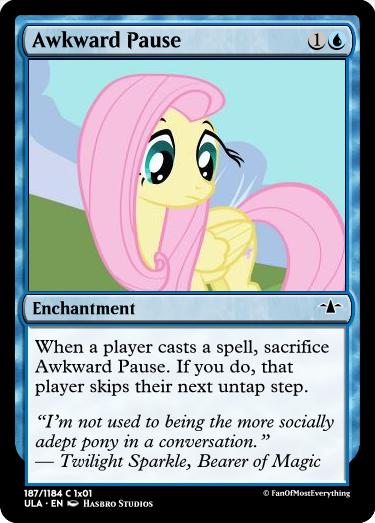 Awkward Pause 1
Enchantment
When a player casts a spell, sacrifice
Awkward Pause. If you do, that
player skips their next untap step.
“I'm not used to being the more socially
adept pony in a conversation.”
— Twilight Sparkle, Bearer of Magic
187/1184 C 1x01
ULA • EN Hasbro Studios
© FanOfMostEverything